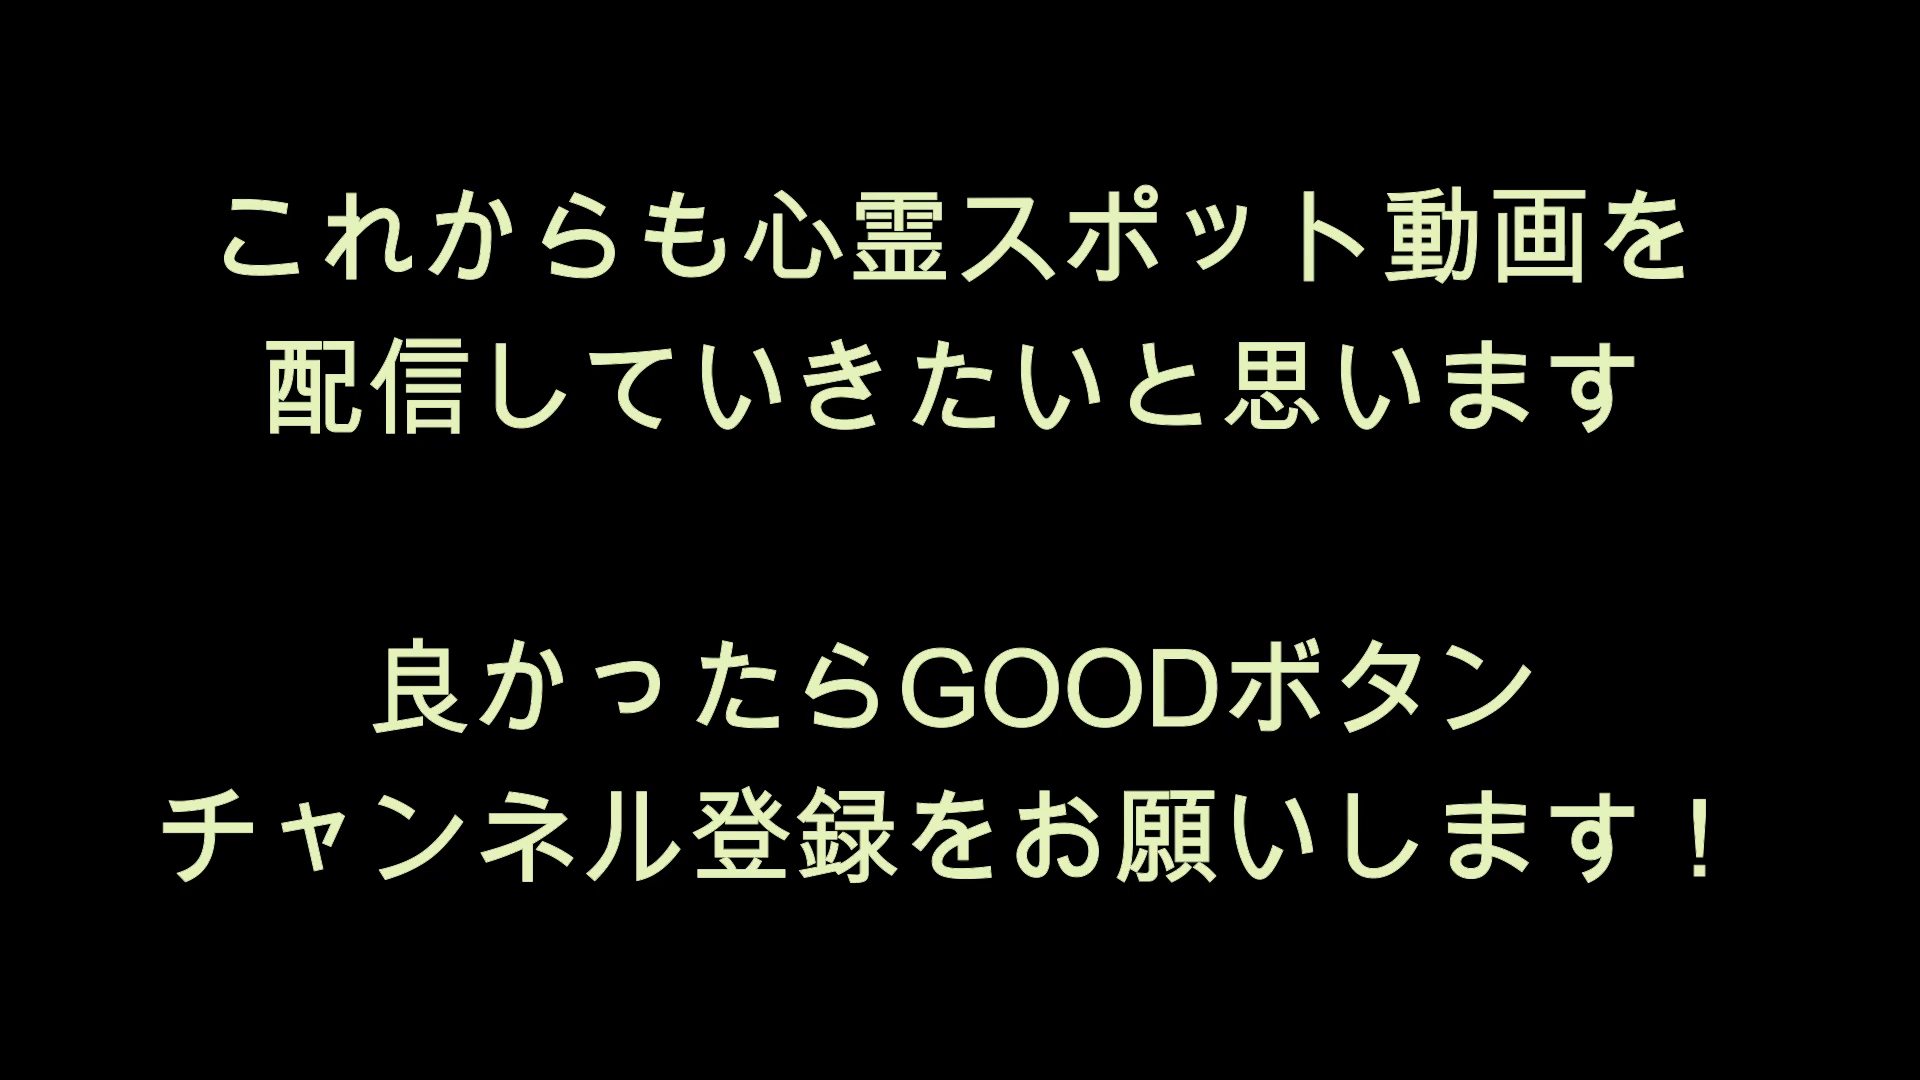 これからも心霊スポット動画を
配信していきたいと思います
良かったらGOODボタン
チャンネル登録をお願いします！